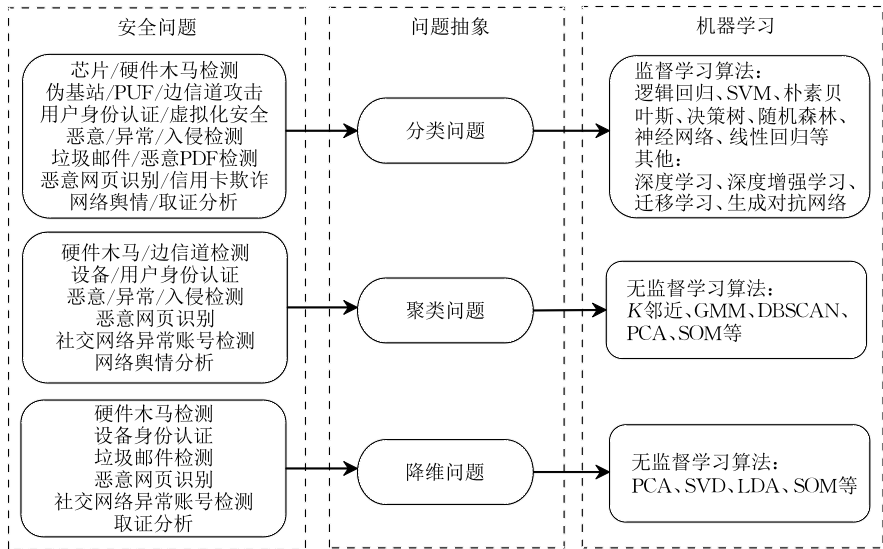 安全问题
问题抽象
机器学习
芯片/硬件木马检测
伪基站/PUF/边信道攻击
用户身份认证/虚拟化安全
恶意/异常/入侵检测
垃圾邮件/恶意PDF检测
恶意网页识别/信用卡欺诈
网络舆情/取证分析
分类问题
监督学习算法：
逻辑回归、SVM、朴素贝
叶斯、决策树、随机森林、
神经网络、线性回归等
其他：
深度学习、深度增强学习、
迁移学习、生成对抗网络
硬件木马/边信道检测
设备/用户身份认证
恶意/异常/入侵检测
恶意网页识别
社交网络异常账号检测
网络舆情分析
聚类问题
无监督学习算法：
K邻近、GMM、DBSCAN、
PCA、SOM等
硬件木马检测
设备身份认证
垃圾邮件检测
恶意网页识别
社交网络异常账号检测
取证分析
降维问题
无监督学习算法：
PCA、SVD、LDA、SOM等